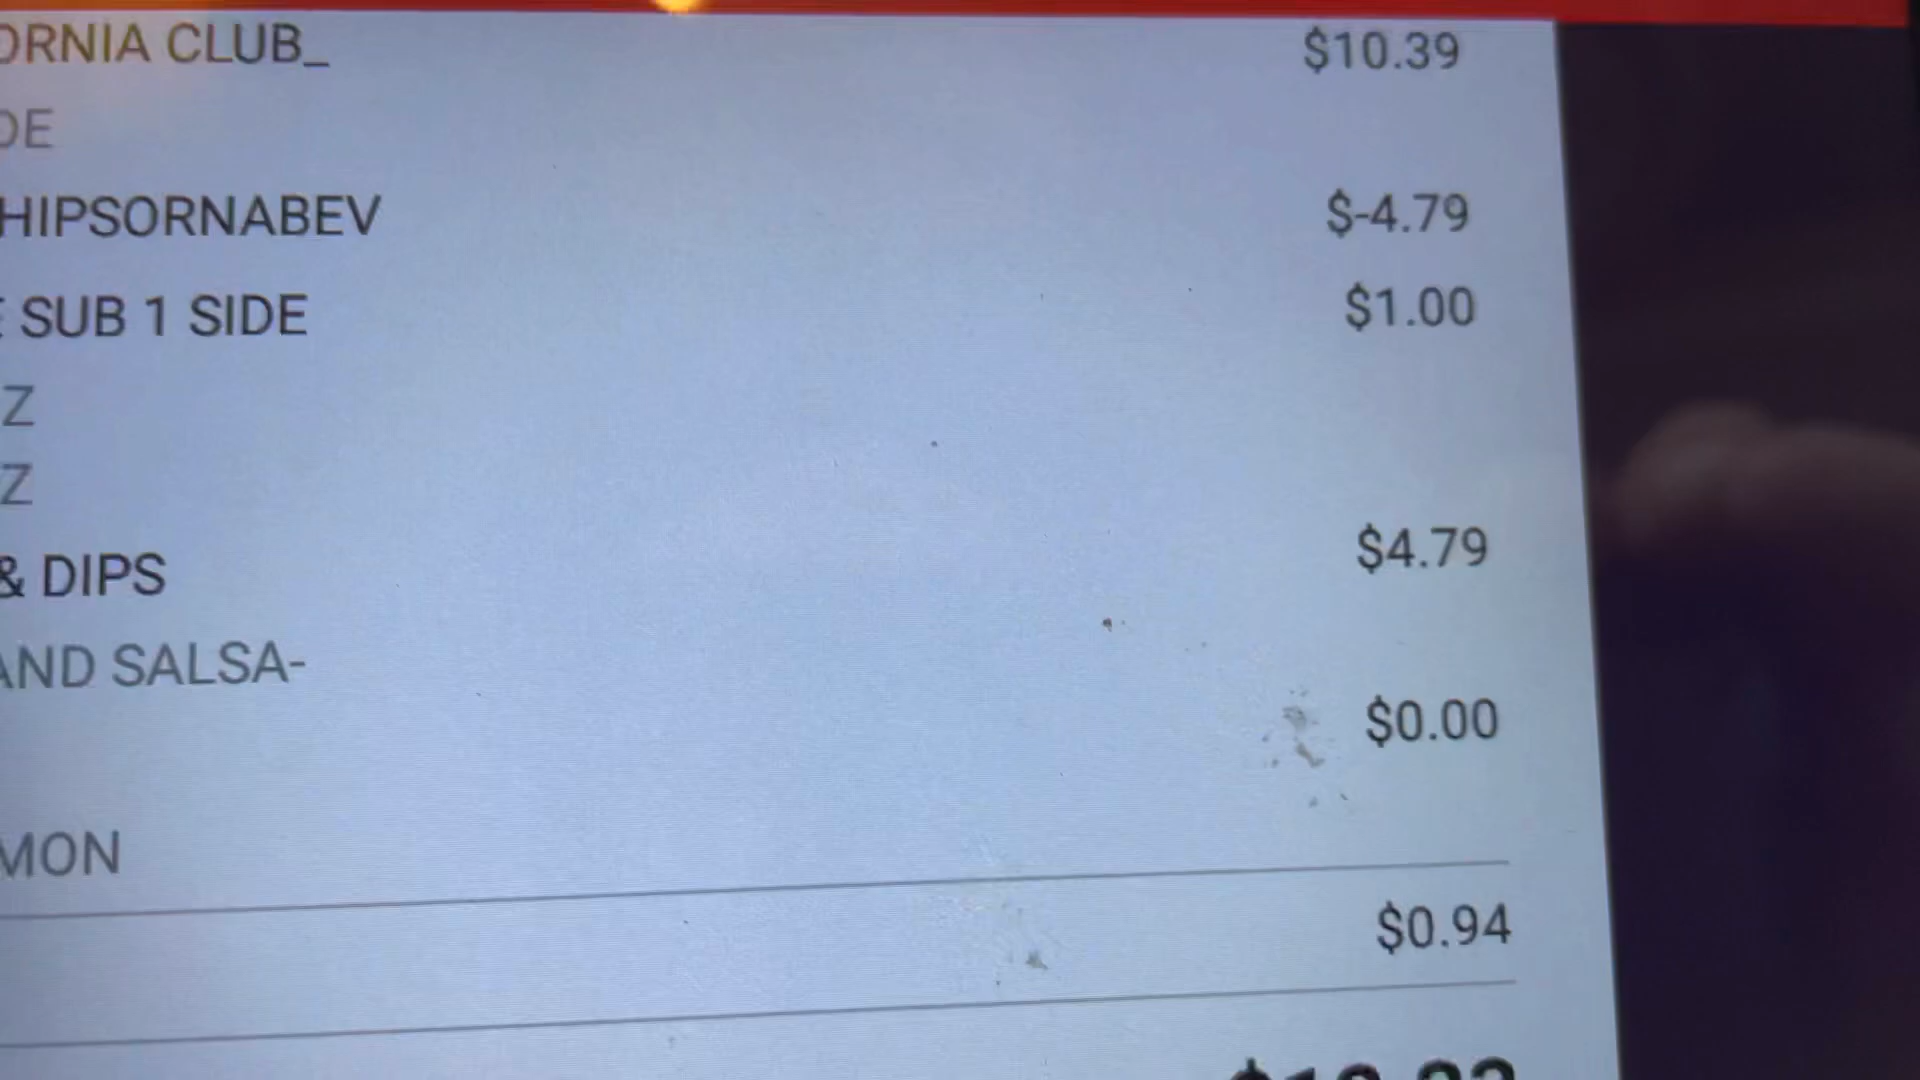 ORNIA CLUB_ $10.39
DE
HIPSORNABEV $-4.79
E SUB 1 SIDE $1.00
Z
Z
& DIPS $4.79
AND SALSA-
$0.00
MON
$0.94